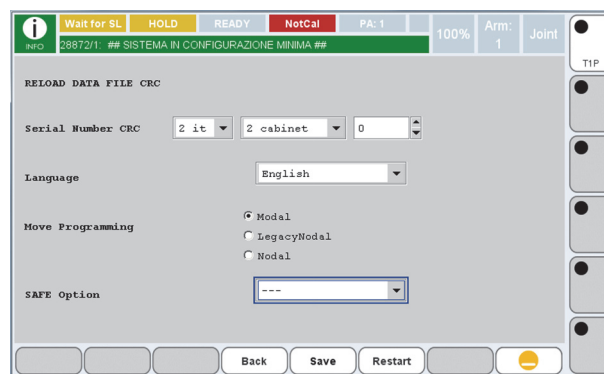 i Wait for SL HOLD READY NotCal PA: 1 100% Arm: 1 Joint
INFO 28872/1: ## SISTEMA IN CONFIGURAZIONE MINIMA ##
T1P
RELOAD DATA FILE CRC
Serial Number CRC 2 it 2 cabinet 0
Language English
Move Programming Modal
LegacyNodal
Nodal
SAFE Option ---
Back Save Restart